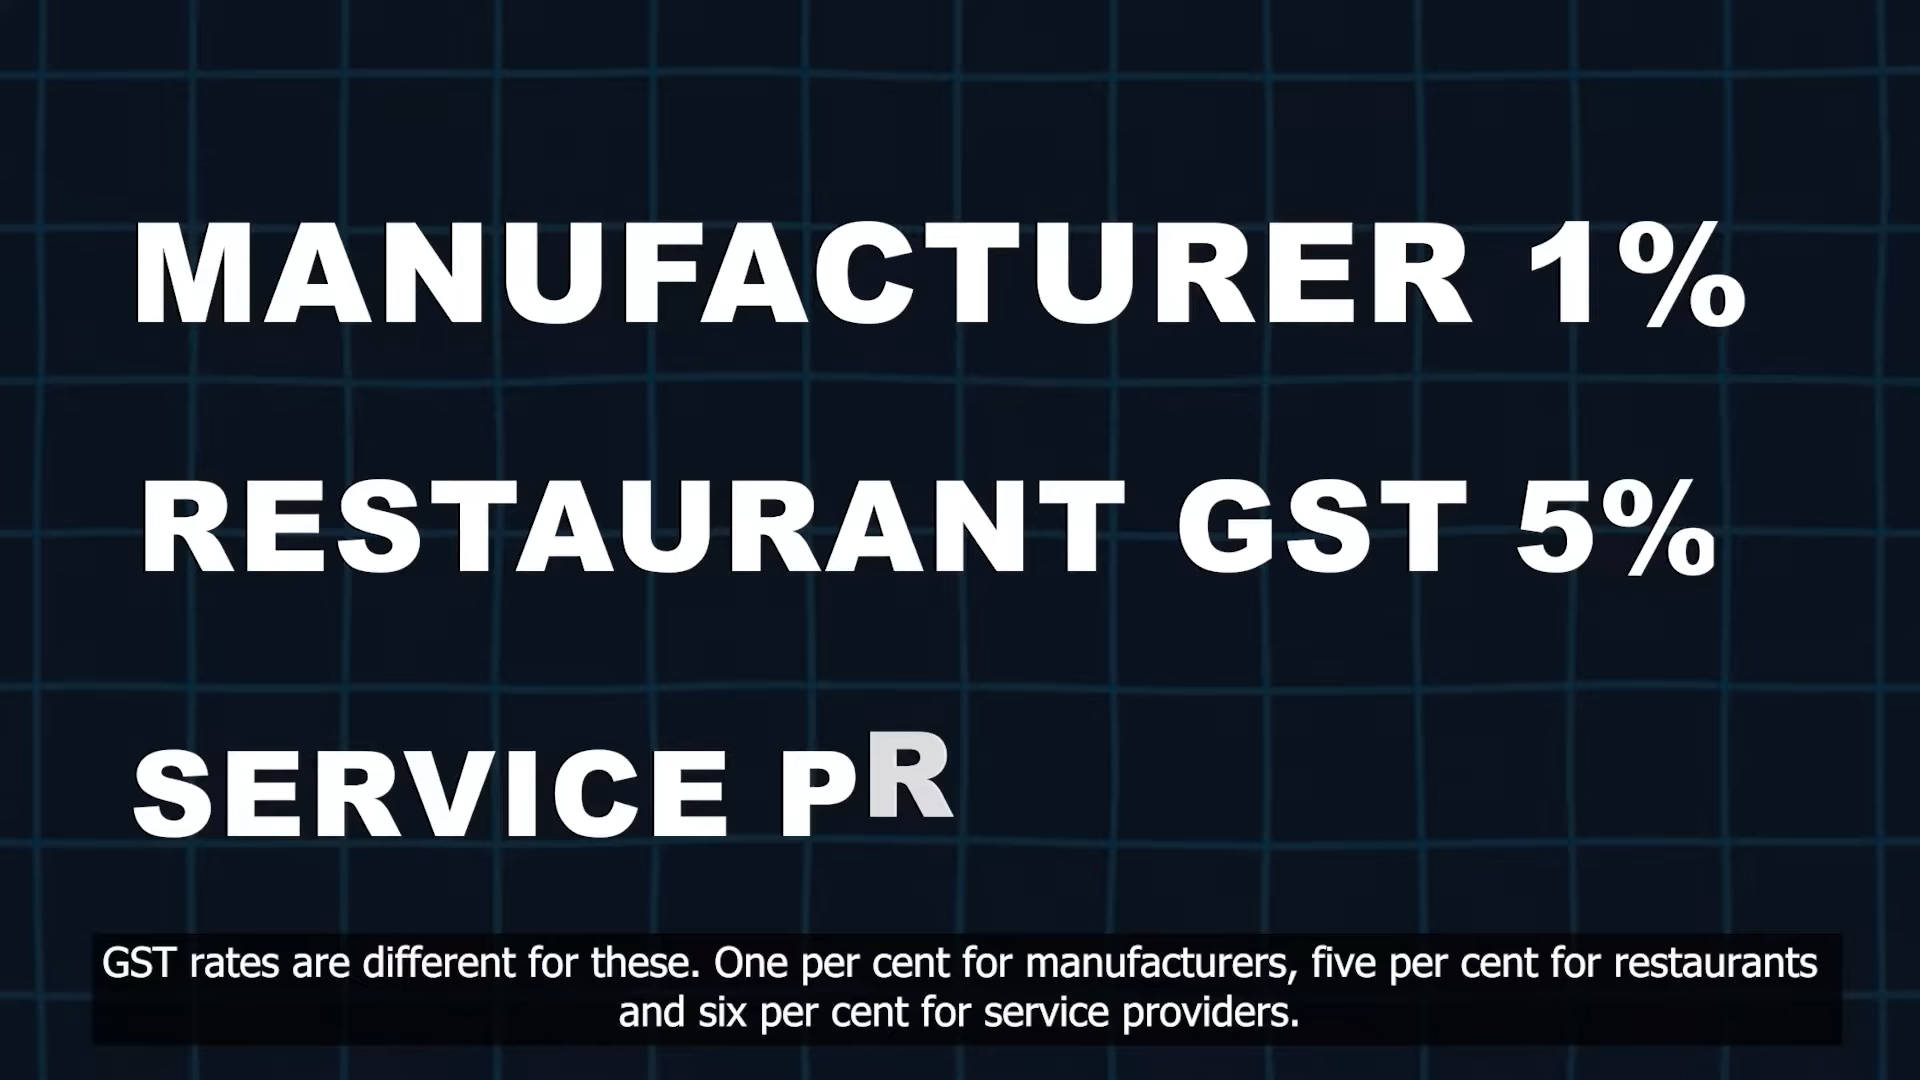 MANUFACTURER 1%
RESTAURANT GST 5%
SERVICE PR
GST rates are different for these. One per cent for manufacturers, five per cent for restaurants
and six per cent for service providers.